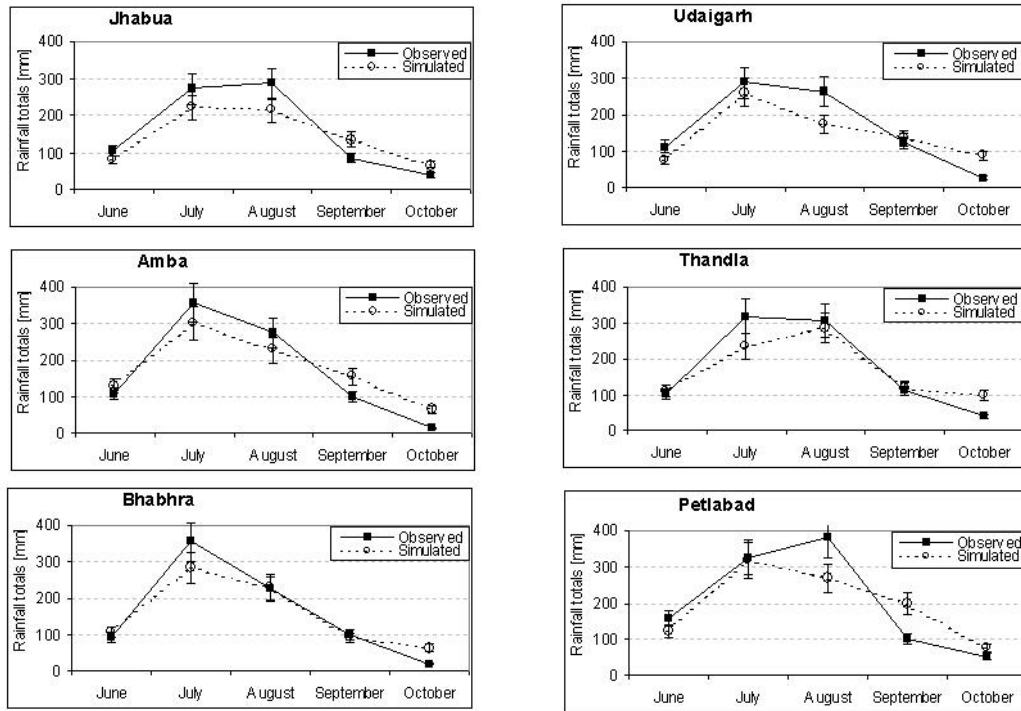 Jhabua
Rainfall totals [mm]
400
300
200
100
0
Observed
Simulated
June July August September October
Udaigarh
Rainfall totals [mm]
400
300
200
100
0
Observed
Simulated
June July August September October
Amba
Rainfall totals [mm]
400
300
200
100
0
Observed
Simulated
June July August September October
Thandla
Rainfall totals [mm]
400
300
200
100
0
Observed
Simulated
June July August September October
Bhabhra
Rainfall totals [mm]
400
300
200
100
0
Observed
Simulated
June July August September October
Petlabad
Rainfall totals [mm]
400
300
200
100
0
Observed
Simulated
June July August September October